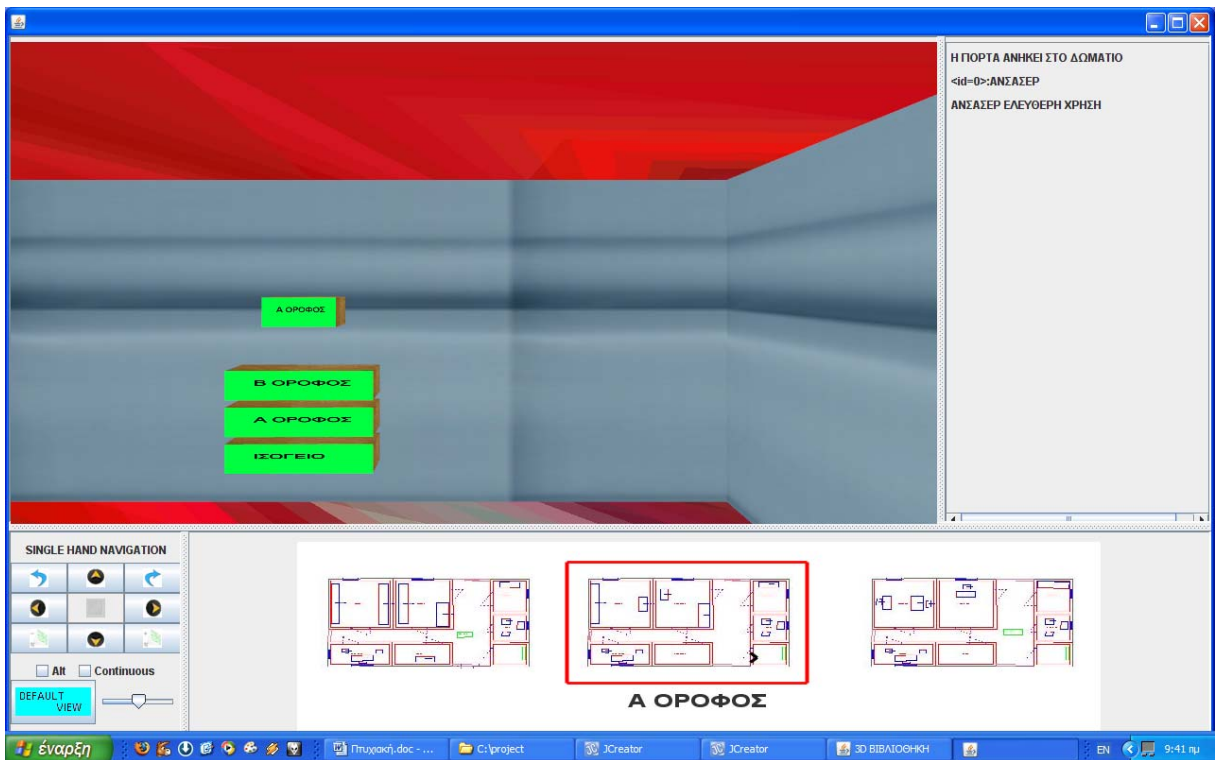 Η ΠΟΡΤΑ ΑΝΗΚΕΙ ΣΤΟ ΔΩΜΑΤΙΟ
<id=0>:ΑΝΣΑΣΕΡ
ΑΝΣΑΣΕΡ ΕΛΕΥΘΕΡΗ ΧΡΗΣΗ
Α ΟΡΟΦΟΣ
Β ΟΡΟΦΟΣ
Α ΟΡΟΦΟΣ
ΙΣΟΓΕΙΟ
SINGLE HAND NAVIGATION
Alt Continuous
DEFAULT
VIEW
Α ΟΡΟΦΟΣ
έναρξη Πτυχιακή.doc - ... C:\project JCreator JCreator 3D ΒΙΒΛΙΟΘΗΚΗ EN 9:41 πμ